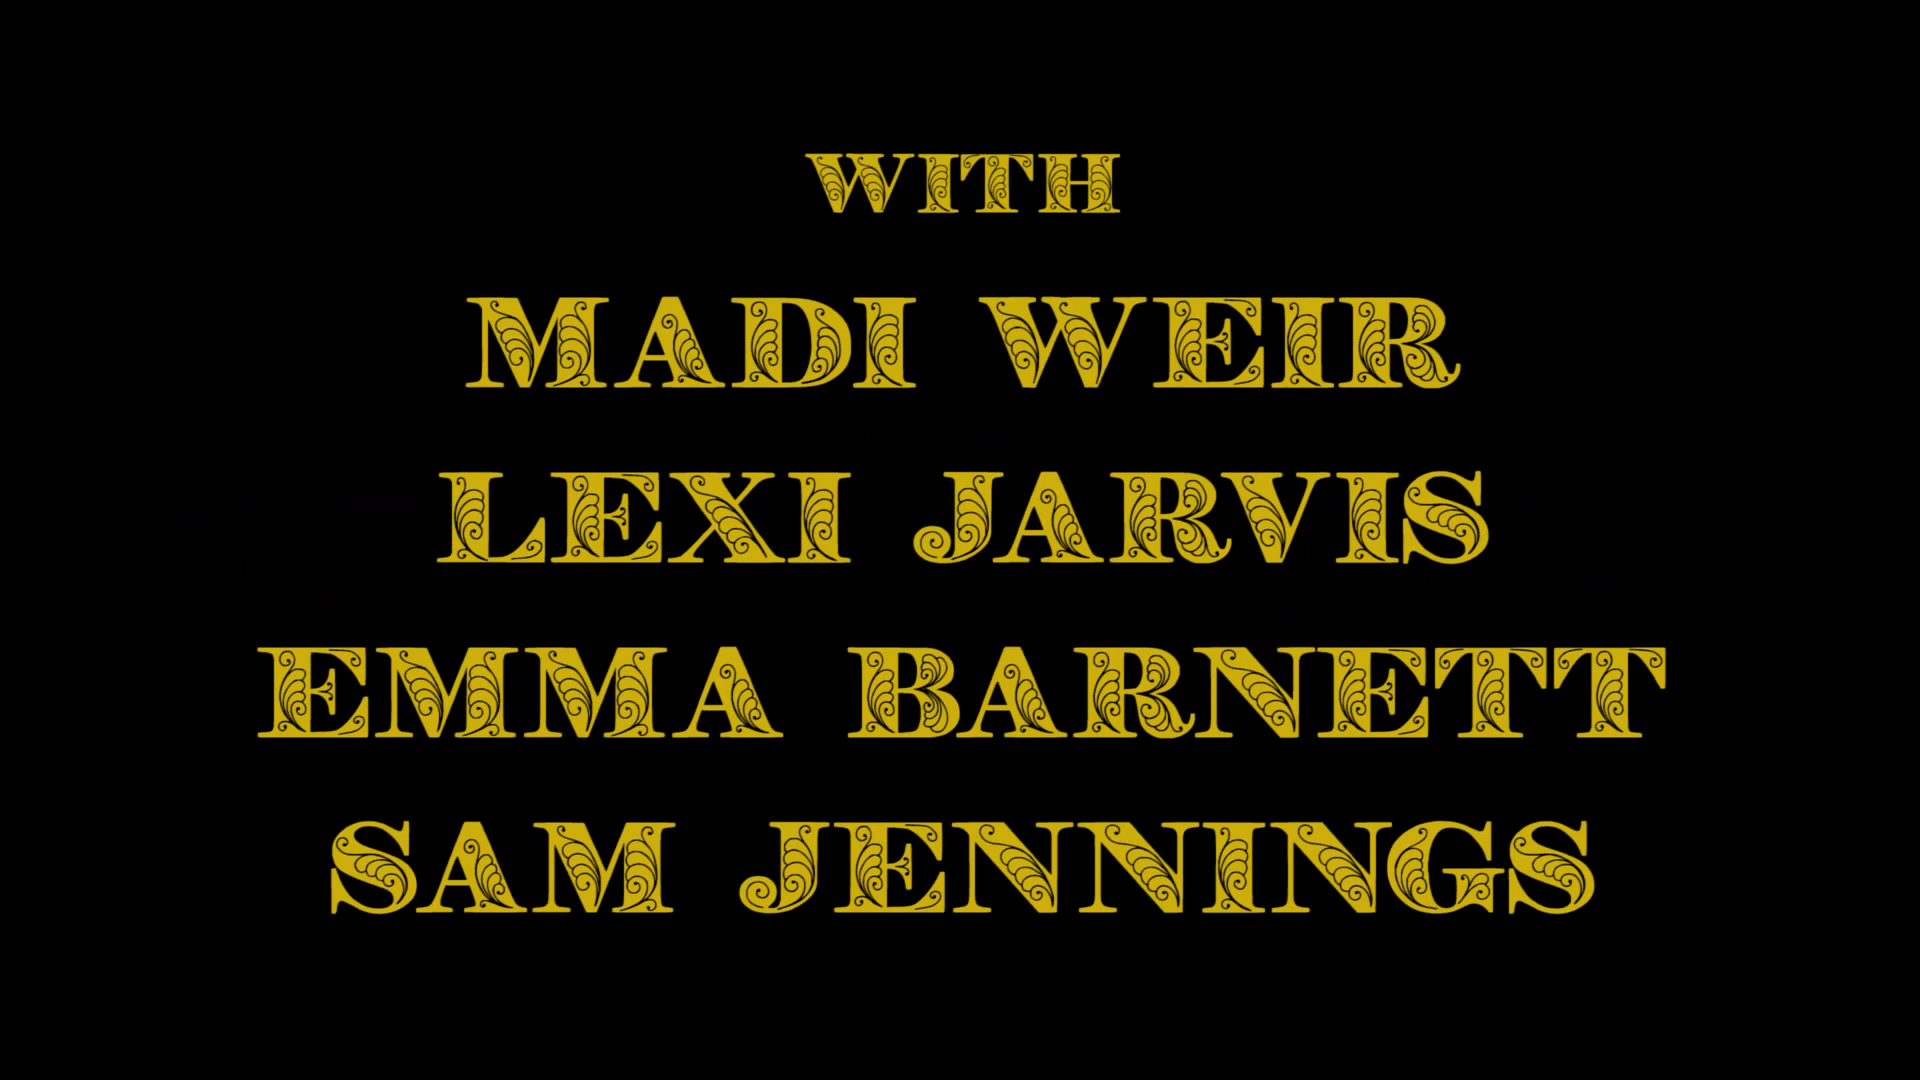 WITH
MADI WEIR
LEXI JARVIS
EMMA BARNETT
SAM JENNINGS